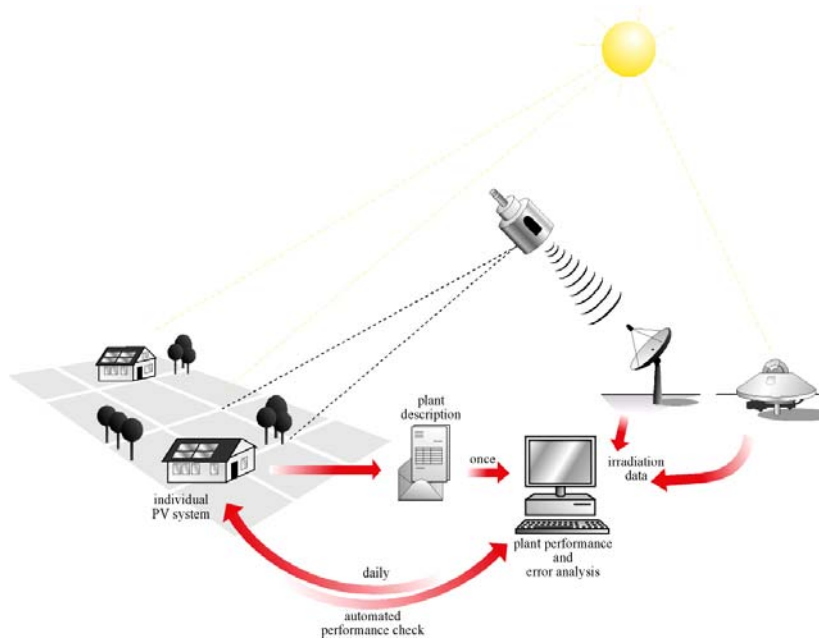 plant
description
once
irradiation
data
individual
PV system
plant performance
and
error analysis
daily
automated
performance check